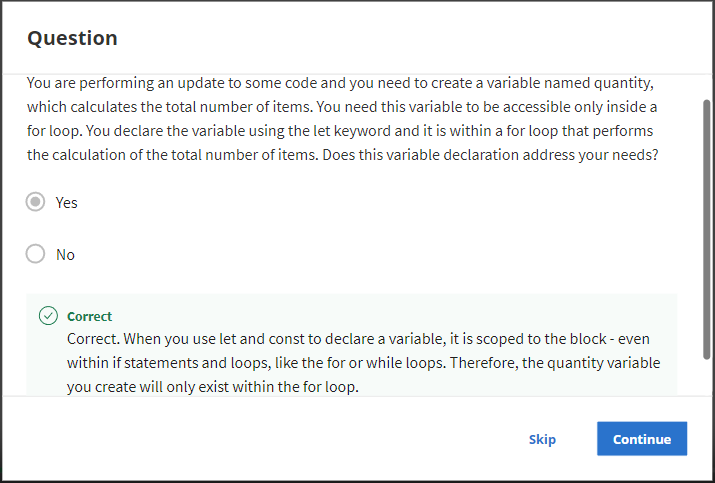 Question
You are performing an update to some code and you need to create a variable named quantity,
which calculates the total number of items. You need this variable to be accessible only inside a
for loop. You declare the variable using the let keyword and it is within a for loop that performs
the calculation of the total number of items. Does this variable declaration address your needs?
Yes
No
Correct
Correct. When you use let and const to declare a variable, it is scoped to the block - even
within if statements and loops, like the for or while loops. Therefore, the quantity variable
you create will only exist within the for loop.
Skip
Continue